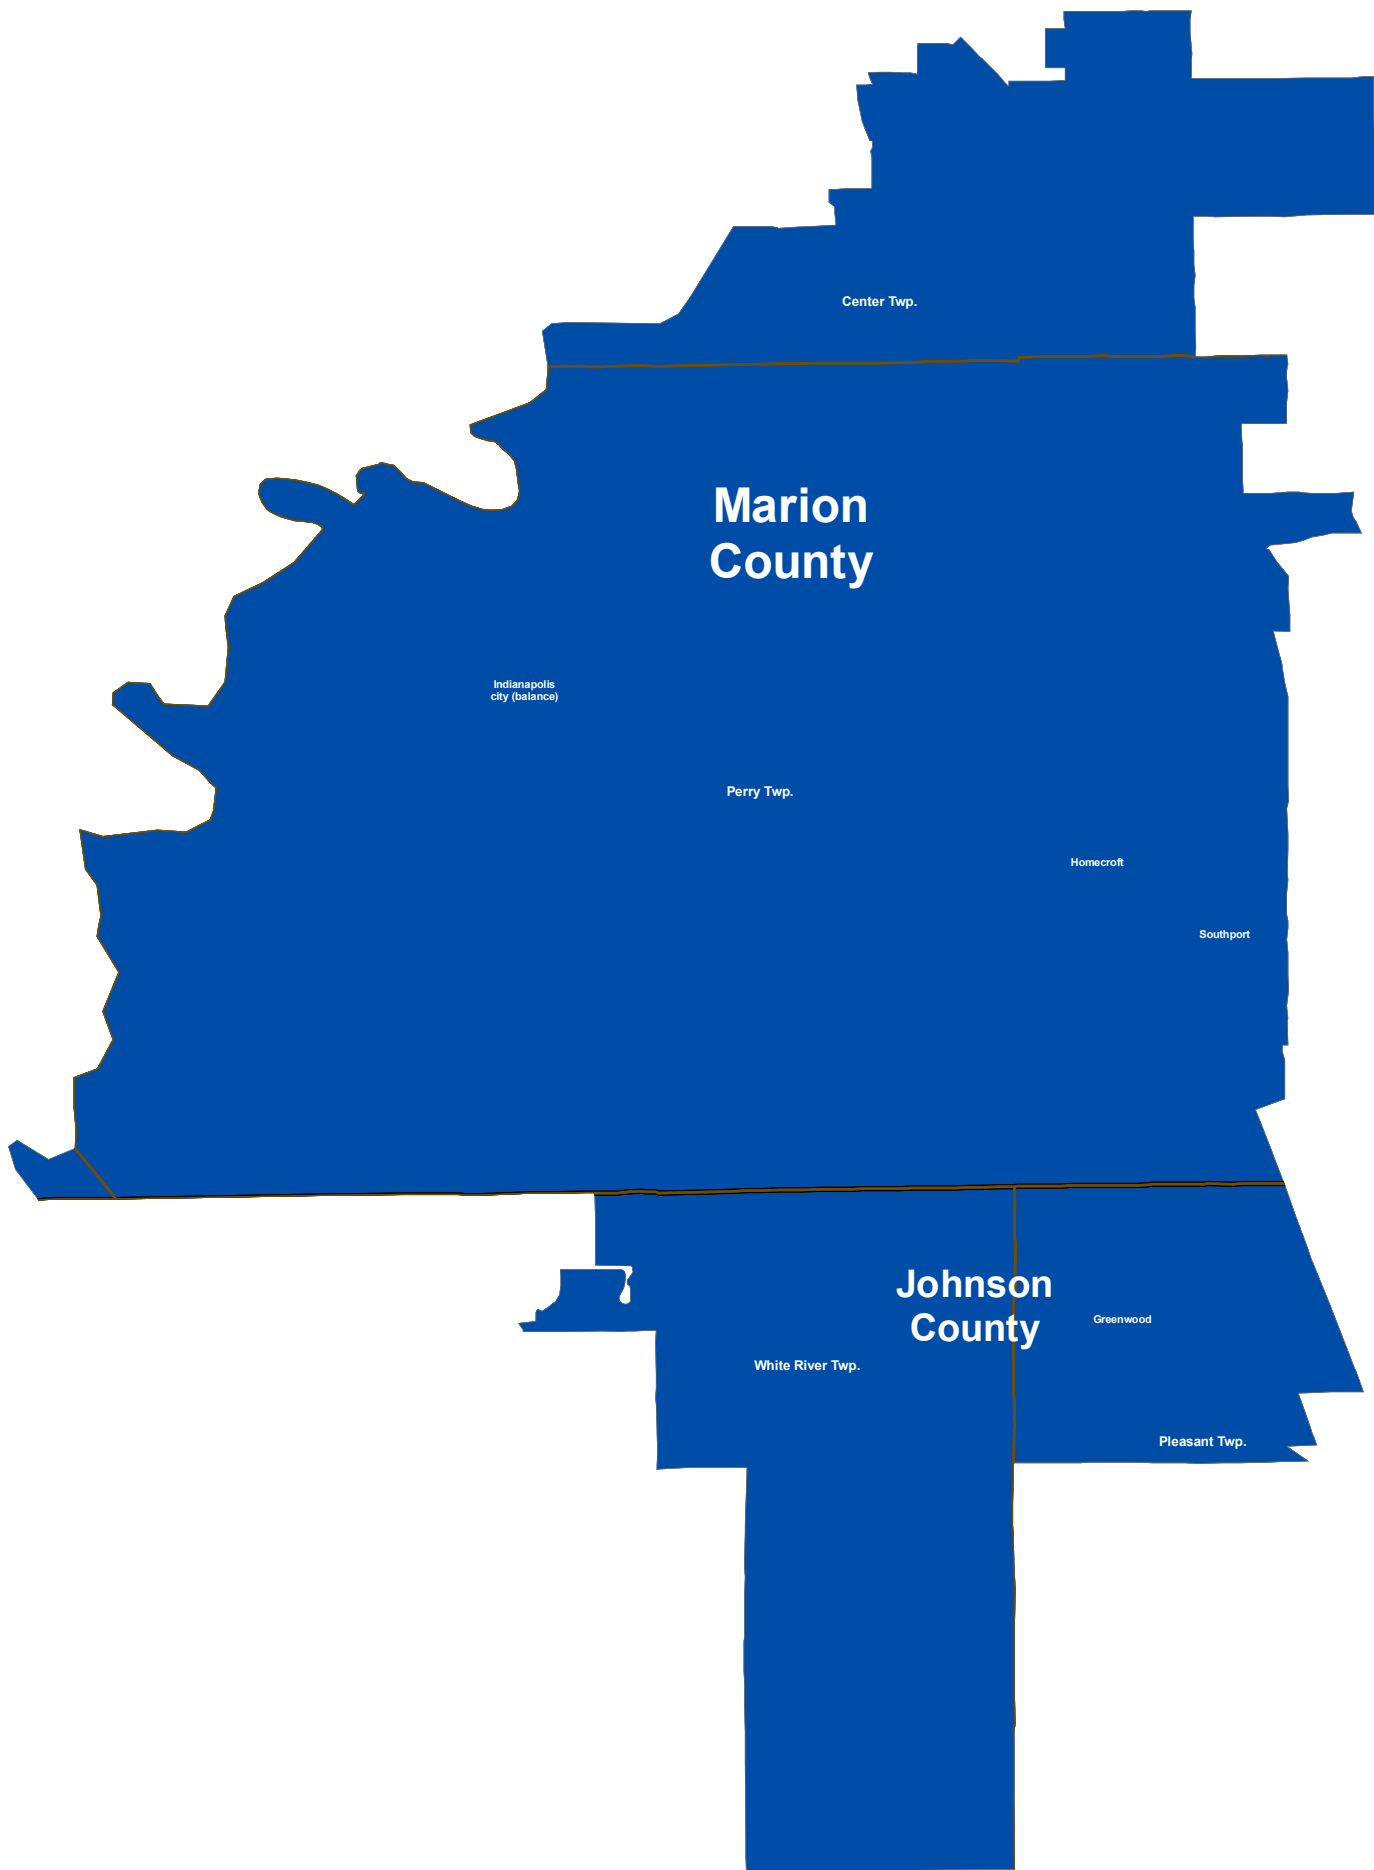 Center Twp.
Marion
County
Indianapolis
city (balance)
Perry Twp.
Homecroft
Southport
Johnson
County
Greenwood
White River Twp.
Pleasant Twp.